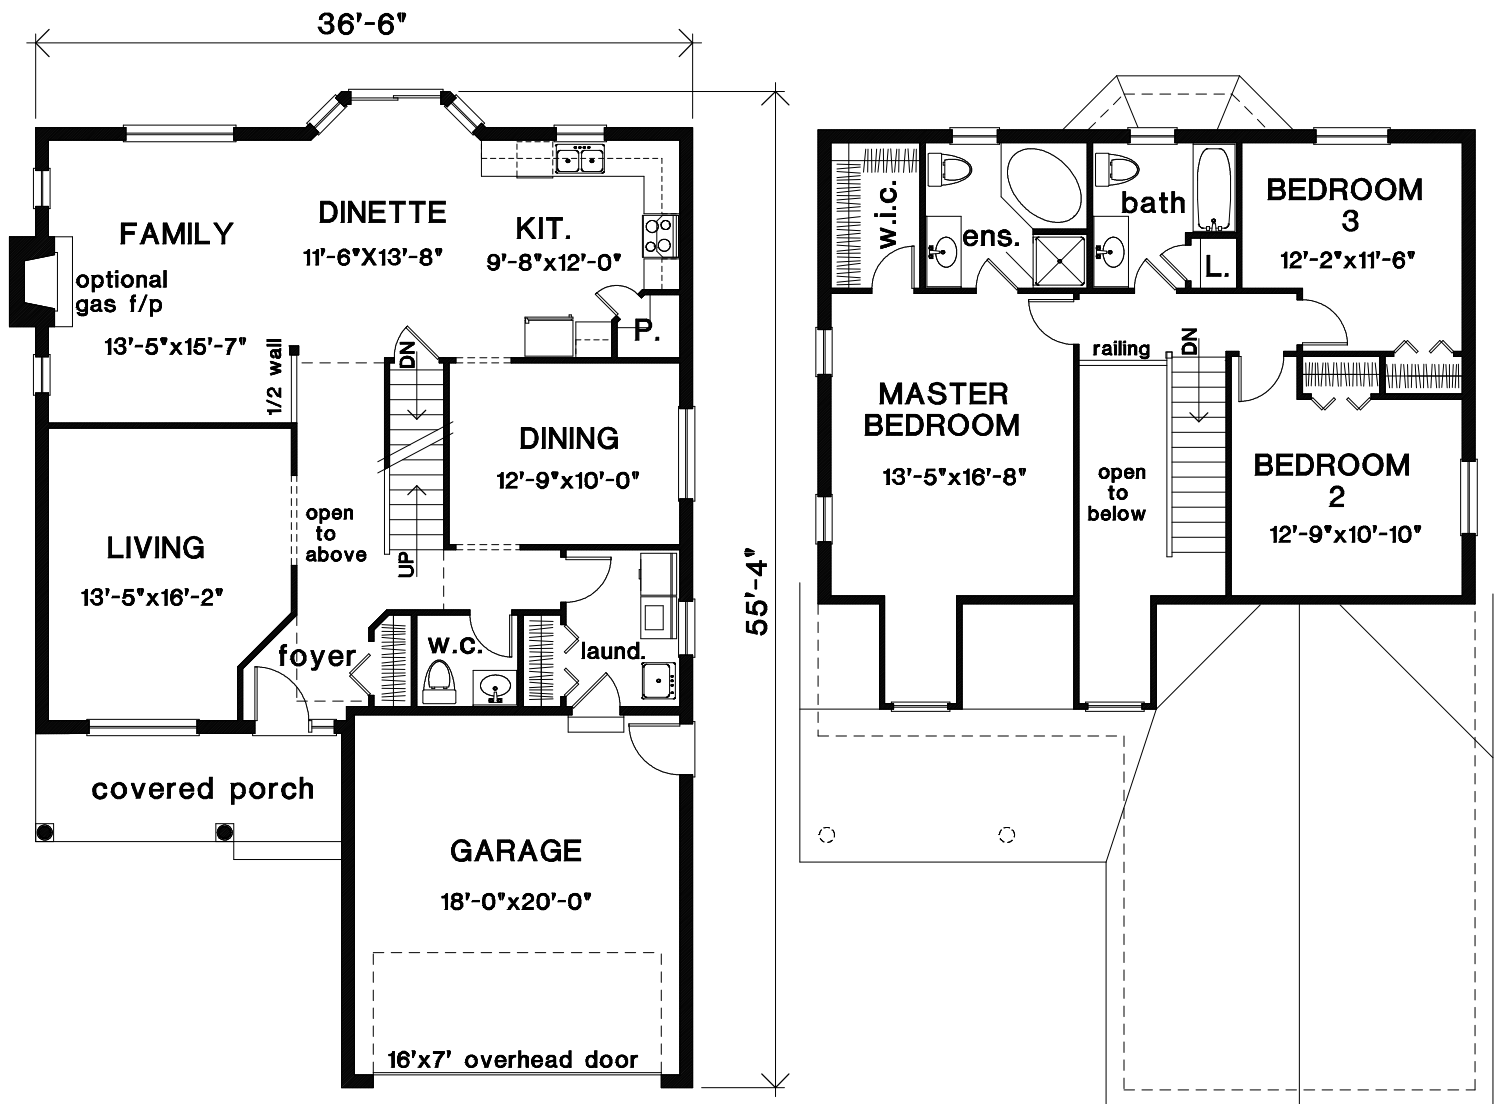 36'-6"
FAMILY
optional
gas f/p
13'-5"x15'-7"
DINETTE
11'-6"X13'-8"
KIT.
9'-8"x12'-0"
P.
1/2 wall
DN
DINING
12'-9"x10'-0"
LIVING
13'-5"x16'-2"
open
to
above
UP
foyer
w.c.
laund.
covered porch
GARAGE
18'-0"x20'-0"
16'x7' overhead door
55'-4"
w.i.c.
ens.
bath
L.
BEDROOM
3
12'-2"x11'-6"
railing
DN
MASTER
BEDROOM
13'-5"x16'-8"
open
to
below
BEDROOM
2
12'-9"x10'-10"